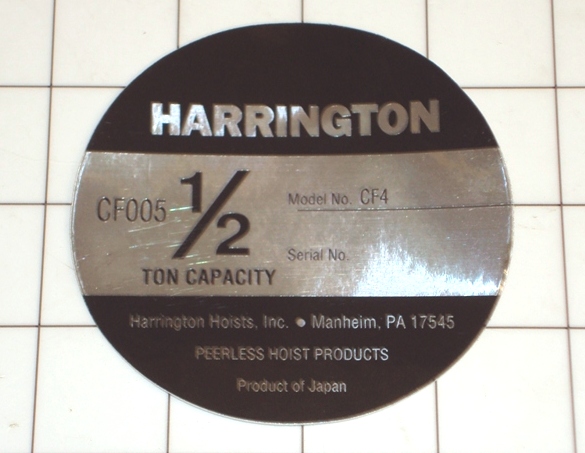 HARRINGTON
CF005 1/2 Model No. CF4
Serial No.
TON CAPACITY
Harrington Hoists, Inc. • Manheim, PA 17545
PEERLESS HOIST PRODUCTS
Product of Japan